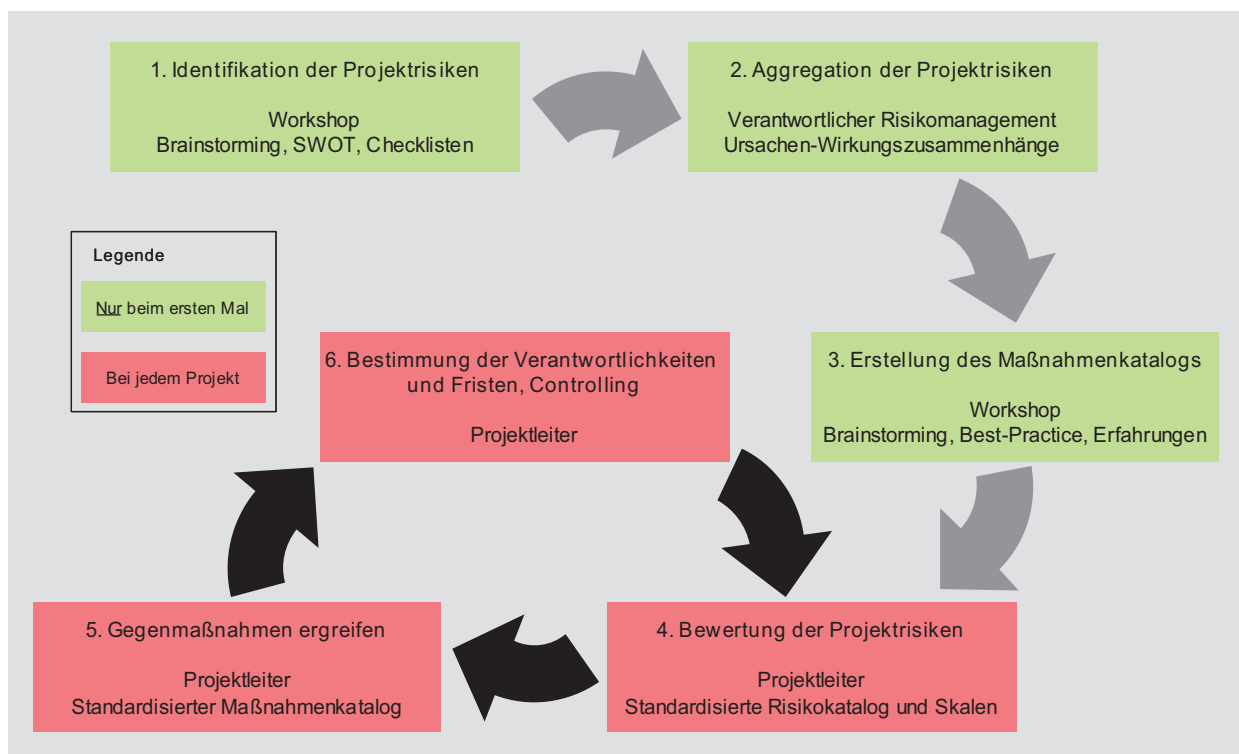 1. Identifikation der Projektrisiken
Workshop
Brainstorming, SWOT, Checklisten
2. Aggregation der Projektrisiken
Verantwortlicher Risikomanagement
Ursachen-Wirkungszusammenhänge
Legende
Nur beim ersten Mal
Bei jedem Projekt
3. Erstellung des Maßnahmenkatalogs
Workshop
Brainstorming, Best-Practice, Erfahrungen
6. Bestimmung der Verantwortlichkeiten
und Fristen, Controlling
Projektleiter
5. Gegenmaßnahmen ergreifen
Projektleiter
Standardisierter Maßnahmenkatalog
4. Bewertung der Projektrisiken
Projektleiter
Standardisierte Risikokatalog und Skalen